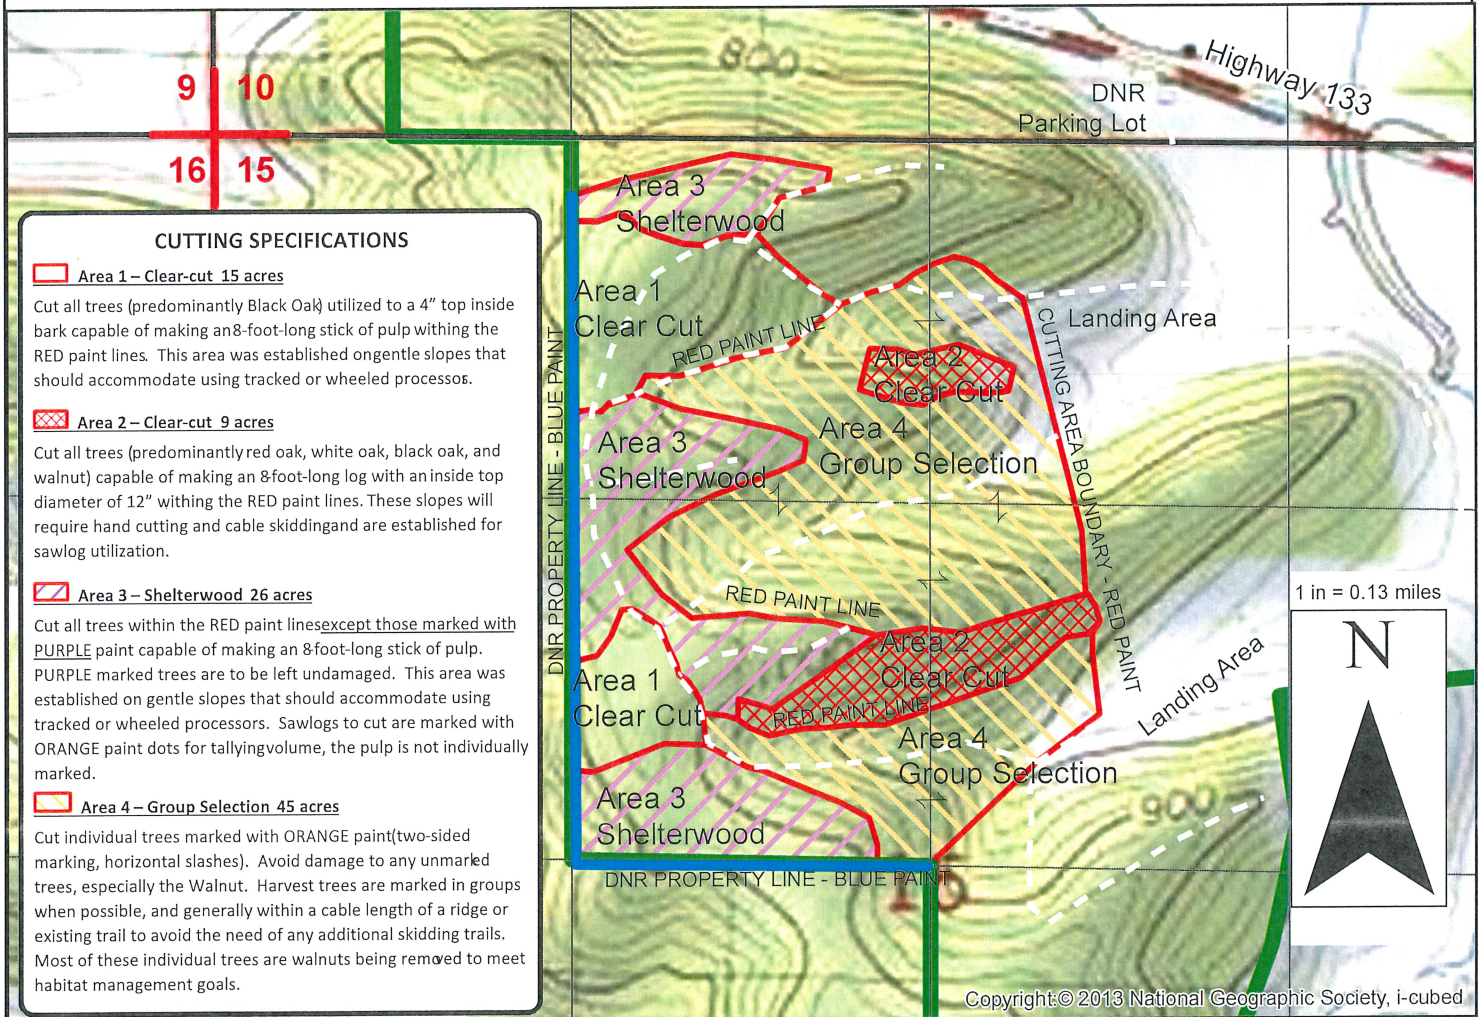 800
Highway 133
DNR
Parking Lot
9 10
16 15
CUTTING SPECIFICATIONS
Area 1 – Clear-cut 15 acres
Cut all trees (predominantly Black Oak) utilized to a 4” top inside
bark capable of making an 8-foot-long stick of pulp withing the
RED paint lines. This area was established on gentle slopes that
should accommodate using tracked or wheeled processors.
Area 2 – Clear-cut 9 acres
Cut all trees (predominantly red oak, white oak, black oak, and
walnut) capable of making an 8-foot-long log with an inside top
diameter of 12” withing the RED paint lines. These slopes will
require hand cutting and cable skidding and are established for
sawlog utilization.
Area 3 – Shelterwood 26 acres
Cut all trees within the RED paint lines except those marked with
PURPLE paint capable of making an 8-foot-long stick of pulp.
PURPLE marked trees are to be left undamaged. This area was
established on gentle slopes that should accommodate using
tracked or wheeled processors. Sawlogs to cut are marked with
ORANGE paint dots for tallying volume, the pulp is not individually
marked.
Area 4 – Group Selection 45 acres
Cut individual trees marked with ORANGE paint (two-sided
marking, horizontal slashes). Avoid damage to any unmarked
trees, especially the Walnut. Harvest trees are marked in groups
when possible, and generally within a cable length of a ridge or
existing trail to avoid the need of any additional skidding trails.
Most of these individual trees are walnuts being removed to meet
habitat management goals.
Area 3
Shelterwood
Area 1
Clear Cut
RED PAINT LINE
Landing Area
Area 2
Clear Cut
DNR PROPERTY LINE - BLUE PAINT
CUTTING AREA BOUNDARY - RED PAINT
Area 3
Shelterwood
Area 4
Group Selection
RED PAINT LINE
Area 2
Clear Cut
RED PAINT LINE
Area 1
Clear Cut
Area 4
Group Selection
Landing Area
Area 3
Shelterwood
900
DNR PROPERTY LINE - BLUE PAINT
1 in = 0.13 miles
N
Copyright:© 2013 National Geographic Society, i-cubed